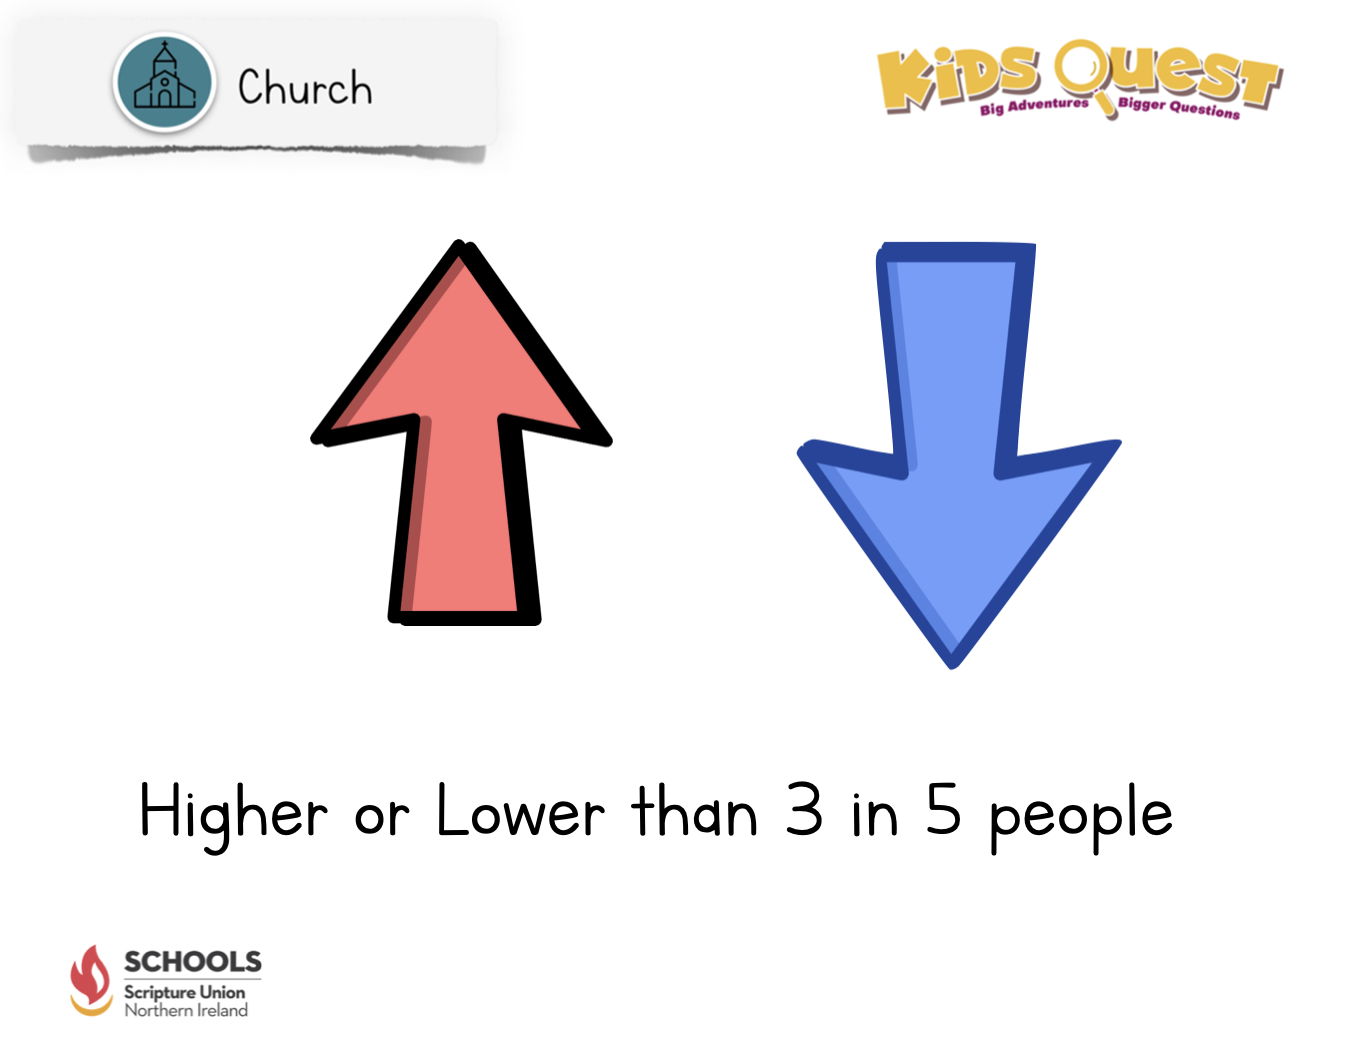 Church
KiDS QUEST
Big Adventures Bigger Questions
Higher or Lower than 3 in 5 people
SCHOOLS
Scripture Union
Northern Ireland